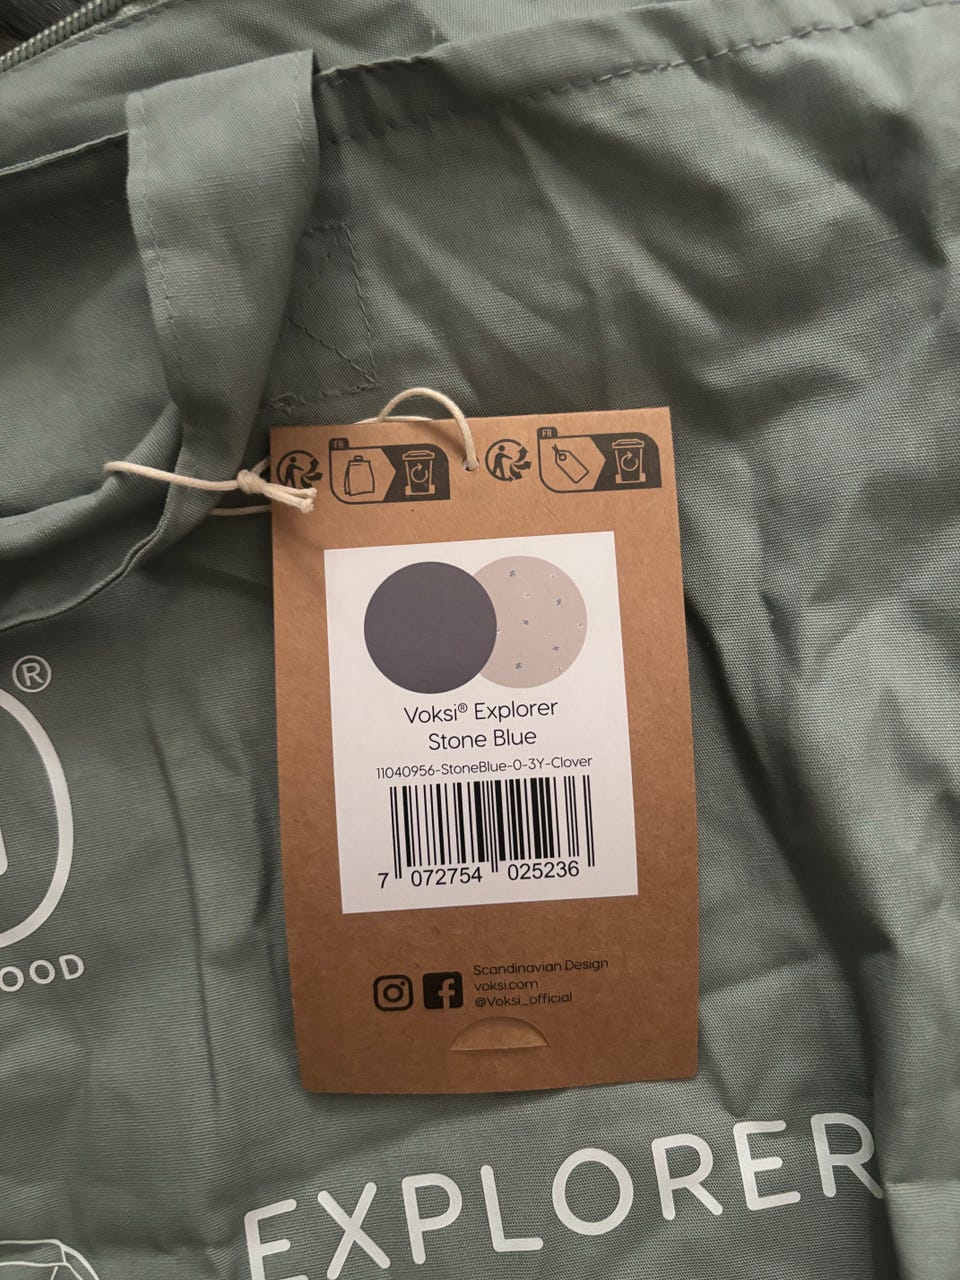 FR
FR
Voksi® Explorer
Stone Blue
11040956-StoneBlue-0-3Y-Clover
7 072754 025236
Scandinavian Design
voksi.com
@Voksi_official
®
OOD
EXPLORER